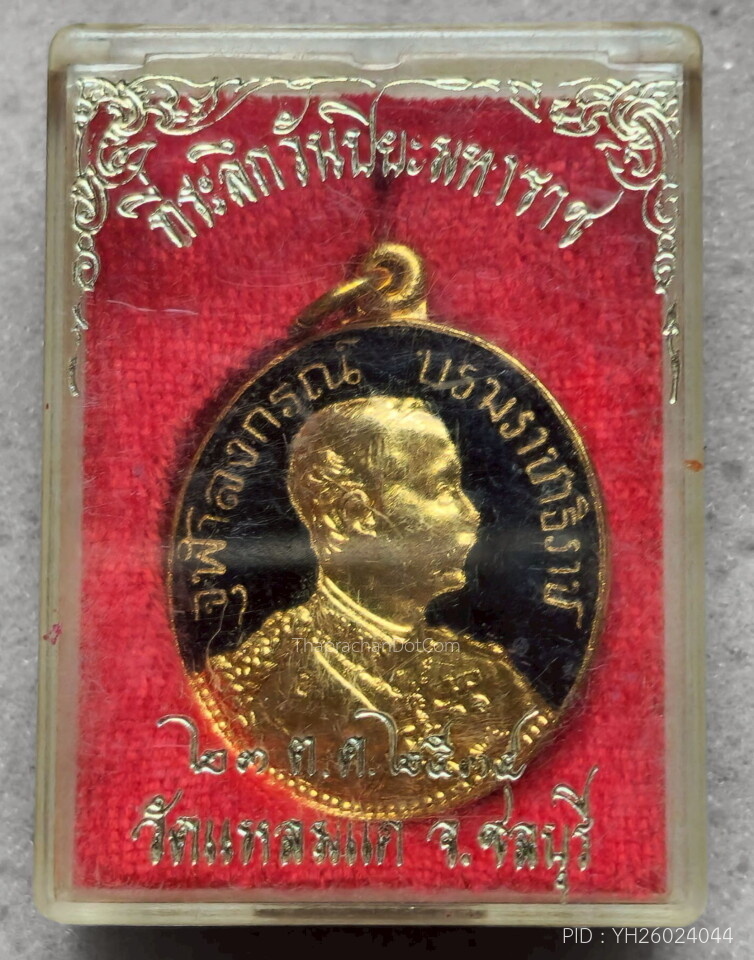 ที่ระลึกวันปิยะมหาราช
จุฬาลงกรณ์ บรมราชาธิราช
ThaprachanDotCom
๒๓ ต.ค. ๒๕๓๕
วัดแหลมแค จ.ชลบุรี
PID : YH26024044